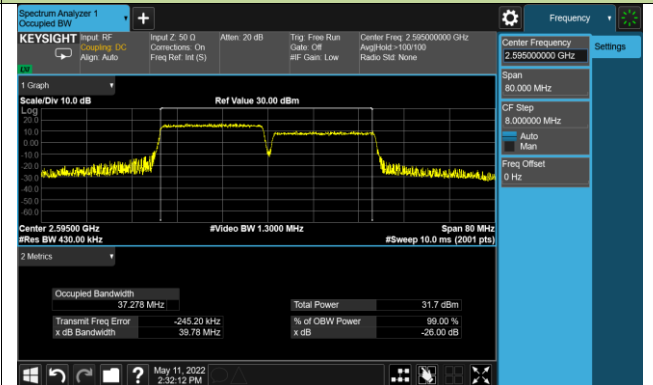 Spectrum Analyzer 1
Occupied BW
Frequency
KEYSIGHT
Input: RF
Coupling: DC
Align: Auto
Input Z: 50 Ω
Corrections: On
Freq Ref: Int (S)
Atten: 20 dB
Trig: Free Run
Gate: Off
#IF Gain: Low
Center Freq: 2.595000000 GHz
Avg|Hold:>100/100
Radio Std: None
Center Frequency
2.595000000 GHz
Settings
Span
80.000 MHz
CF Step
8.000000 MHz
Auto
Man
Freq Offset
0 Hz
1 Graph
Scale/Div 10.0 dB
Ref Value 30.00 dBm
Log
20.0
10.0
0.00
-10.0
-20.0
-30.0
-40.0
-50.0
-60.0
Center 2.59500 GHz
#Video BW 1.3000 MHz
Span 80 MHz
#Res BW 430.00 kHz
#Sweep 10.0 ms (2001 pts)
2 Metrics
Occupied Bandwidth
37.278 MHz
Total Power
31.7 dBm
Transmit Freq Error
-245.20 kHz
% of OBW Power
99.00 %
x dB Bandwidth
39.78 MHz
x dB
-26.00 dB
?
May 11, 2022
2:32:12 PM